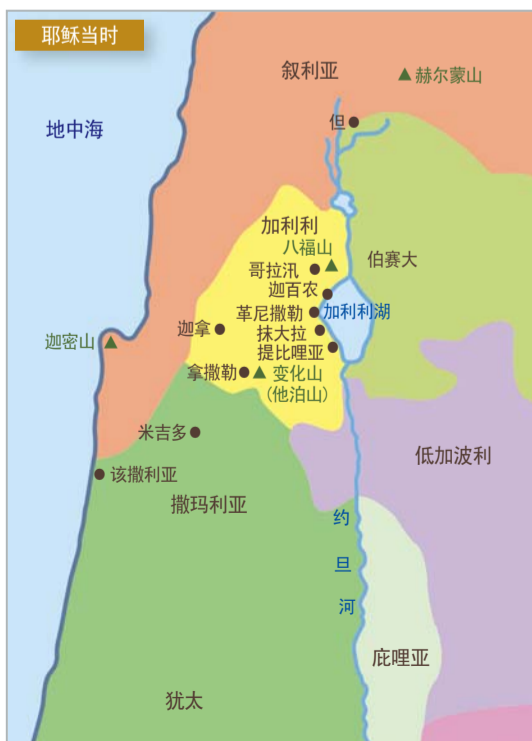 耶稣当时
叙利亚
赫尔蒙山
地中海
但
加利利
八福山
伯赛大
哥拉汛
迦百农
革尼撒勒
加利利湖
迦拿
抹大拉
迦密山
提比哩亚
拿撒勒
变化山
(他泊山)
米吉多
低加波利
该撒利亚
撒玛利亚
约
旦
河
庇哩亚
犹太